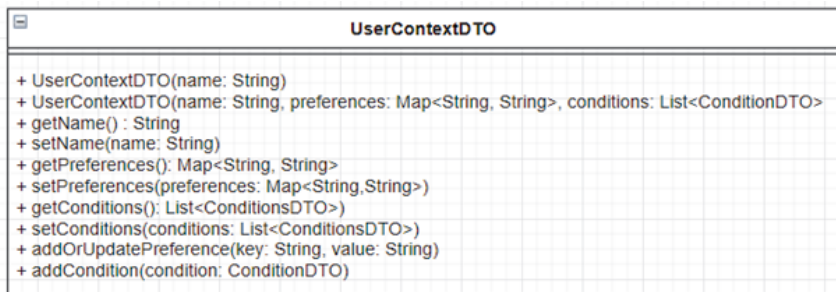 UserContextDTO
+ UserContextDTO(name: String)
+ UserContextDTO(name: String, preferences: Map<String, String>, conditions: List<ConditionDTO>
+ getName() : String
+ setName(name: String)
+ getPreferences(): Map<String, String>
+ setPreferences(preferences: Map<String,String>)
+ getConditions(): List<ConditionsDTO>)
+ setConditions(conditions: List<ConditionsDTO>)
+ addOrUpdatePreference(key: String, value: String)
+ addCondition(condition: ConditionDTO)